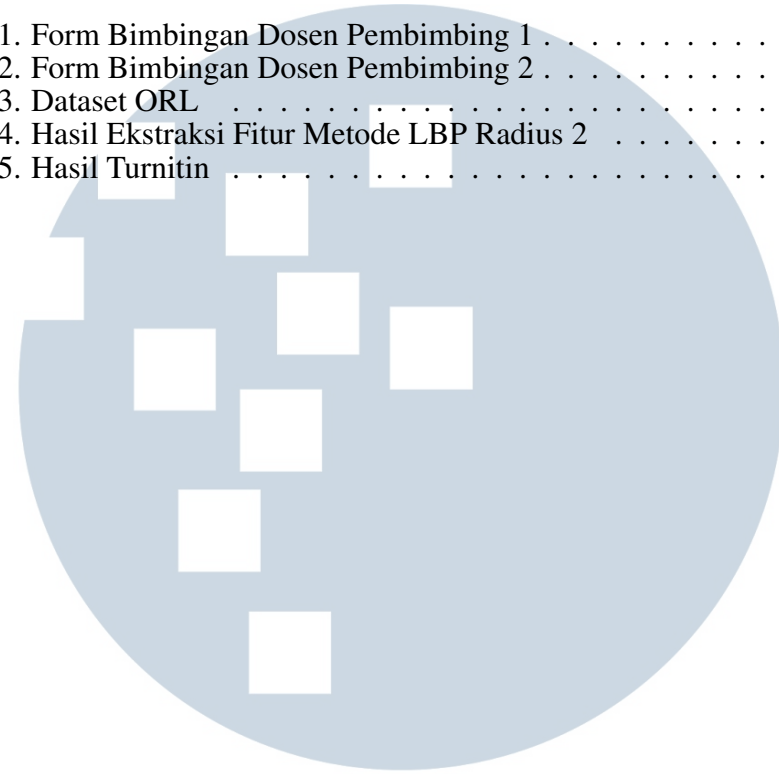 1. Form Bimbingan Dosen Pembimbing 1 . . . . . . . . . .
2. Form Bimbingan Dosen Pembimbing 2 . . . . . . . . . .
3. Dataset ORL . . . . . . . . . . . . . . . . . . . . . . .
4. Hasil Ekstraksi Fitur Metode LBP Radius 2 . . . . . . .
5. Hasil Turnitin . . . . . . . . . . . . . . . . . . . . . . .